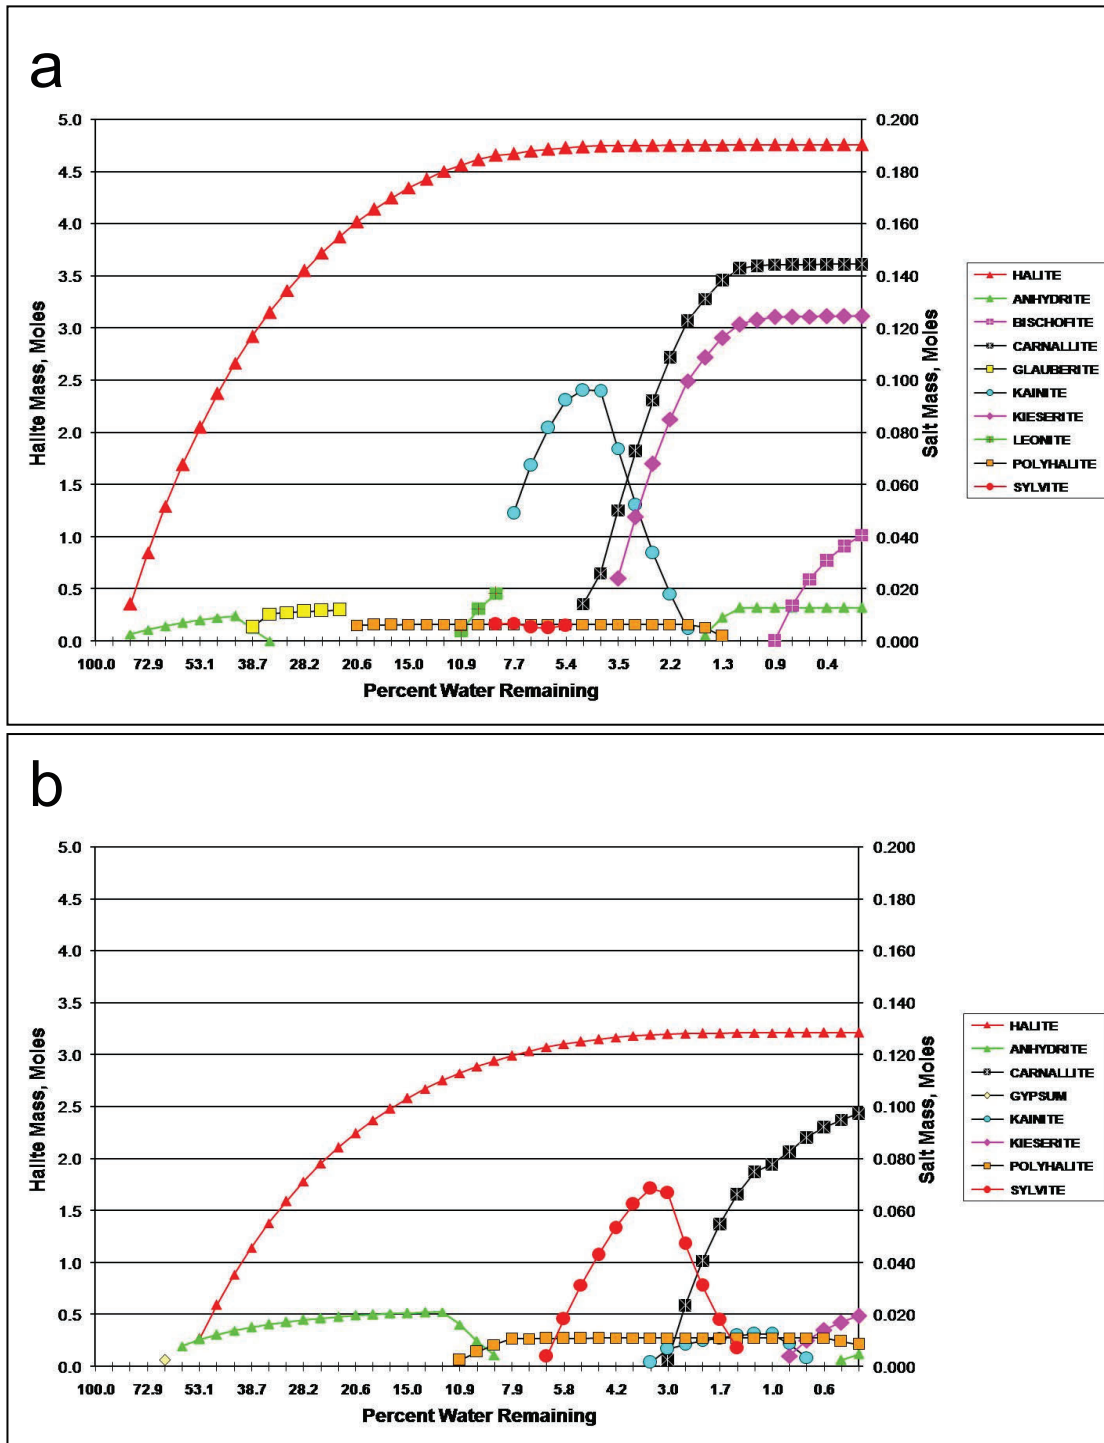 a
5.0
4.5
4.0
3.5
3.0
2.5
2.0
1.5
1.0
0.5
0.0
Halite Mass, Moles
0.200
0.180
0.160
0.140
0.120
0.100
0.080
0.060
0.040
0.020
0.000
Salt Mass, Moles
100.0 72.9 53.1 38.7 28.2 20.6 15.0 10.9 7.7 5.4 3.5 2.2 1.3 0.9 0.4
Percent Water Remaining
HALITE
ANHYDRITE
BISCHOFITE
CARNALLITE
GLAUBERITE
KAINITE
KIESERITE
LEONITE
POLYHALITE
SYLVITE
b
5.0
4.5
4.0
3.5
3.0
2.5
2.0
1.5
1.0
0.5
0.0
Halite Mass, Moles
0.200
0.180
0.160
0.140
0.120
0.100
0.080
0.060
0.040
0.020
0.000
Salt Mass, Moles
100.0 72.9 53.1 38.7 28.2 20.6 15.0 10.9 7.9 5.8 4.2 3.0 1.7 1.0 0.6
Percent Water Remaining
HALITE
ANHYDRITE
CARNALLITE
GYPSUM
KAINITE
KIESERITE
POLYHALITE
SYLVITE